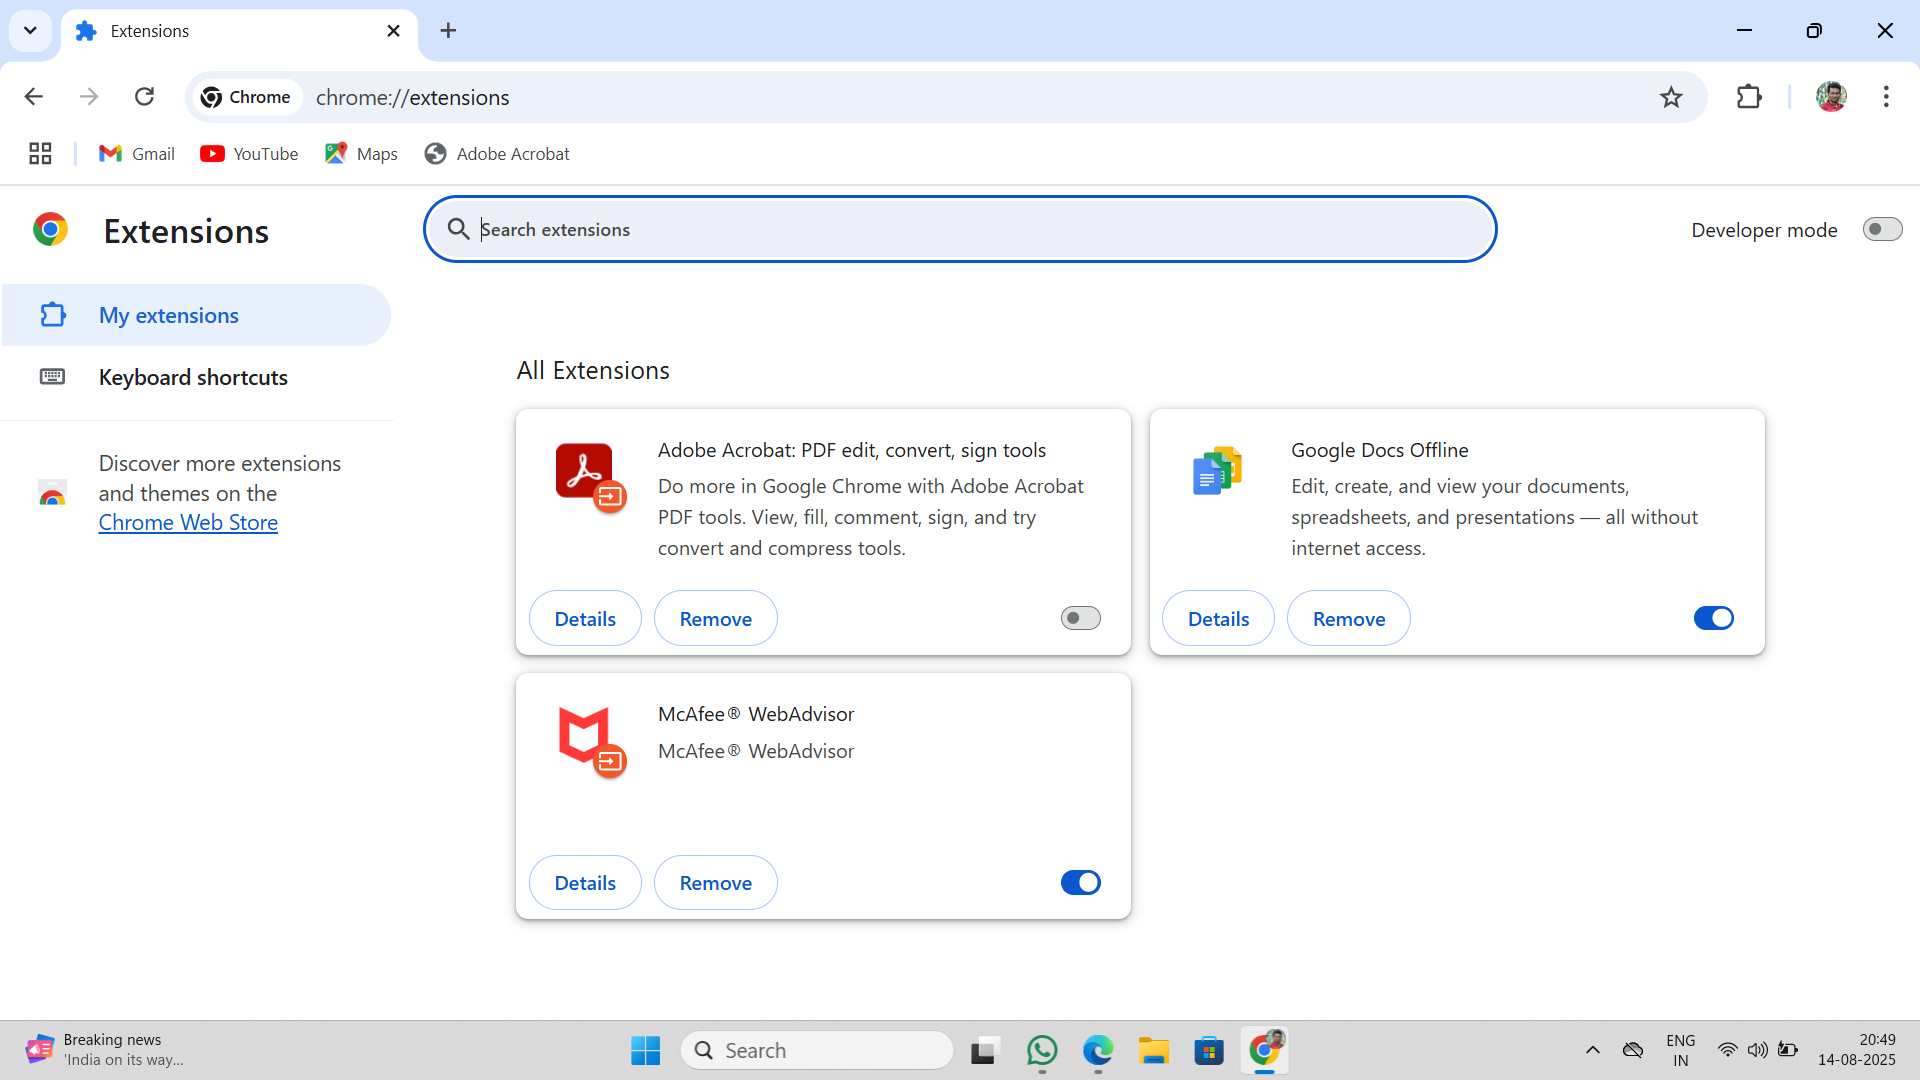 Extensions
Chrome
chrome://extensions
Gmail
YouTube
Maps
Adobe Acrobat
Extensions
Search extensions
Developer mode
My extensions
Keyboard shortcuts
Discover more extensions
and themes on the
Chrome Web Store
All Extensions
Adobe Acrobat: PDF edit, convert, sign tools
Do more in Google Chrome with Adobe Acrobat
PDF tools. View, fill, comment, sign, and try
convert and compress tools.
Details
Remove
Google Docs Offline
Edit, create, and view your documents,
spreadsheets, and presentations — all without
internet access.
Details
Remove
McAfee® WebAdvisor
McAfee® WebAdvisor
Details
Remove
Breaking news
'India on its way...
Search
ENG
IN
20:49
14-08-2025